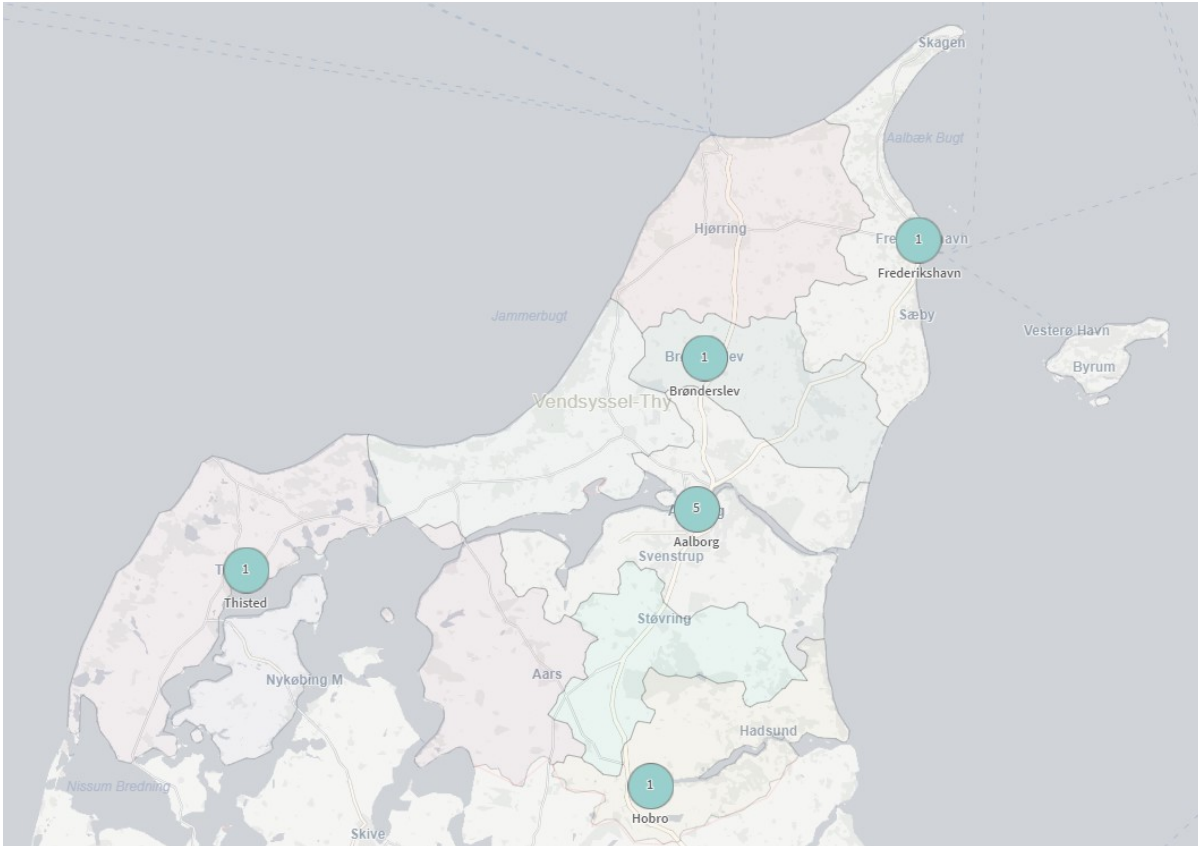 Skagen
Aalbæk Bugt
Hjørring
1
Frederikshavn
Jammerbugt
Sæby
Vesterø Havn
1
Byrum
Brønderslev
Vendsyssel-Thy
5
Aalborg
Svenstrup
1
Thisted
Støvring
Aars
Nykøbing M
Hadsund
Nissum Bredning
1
Hobro
Skive